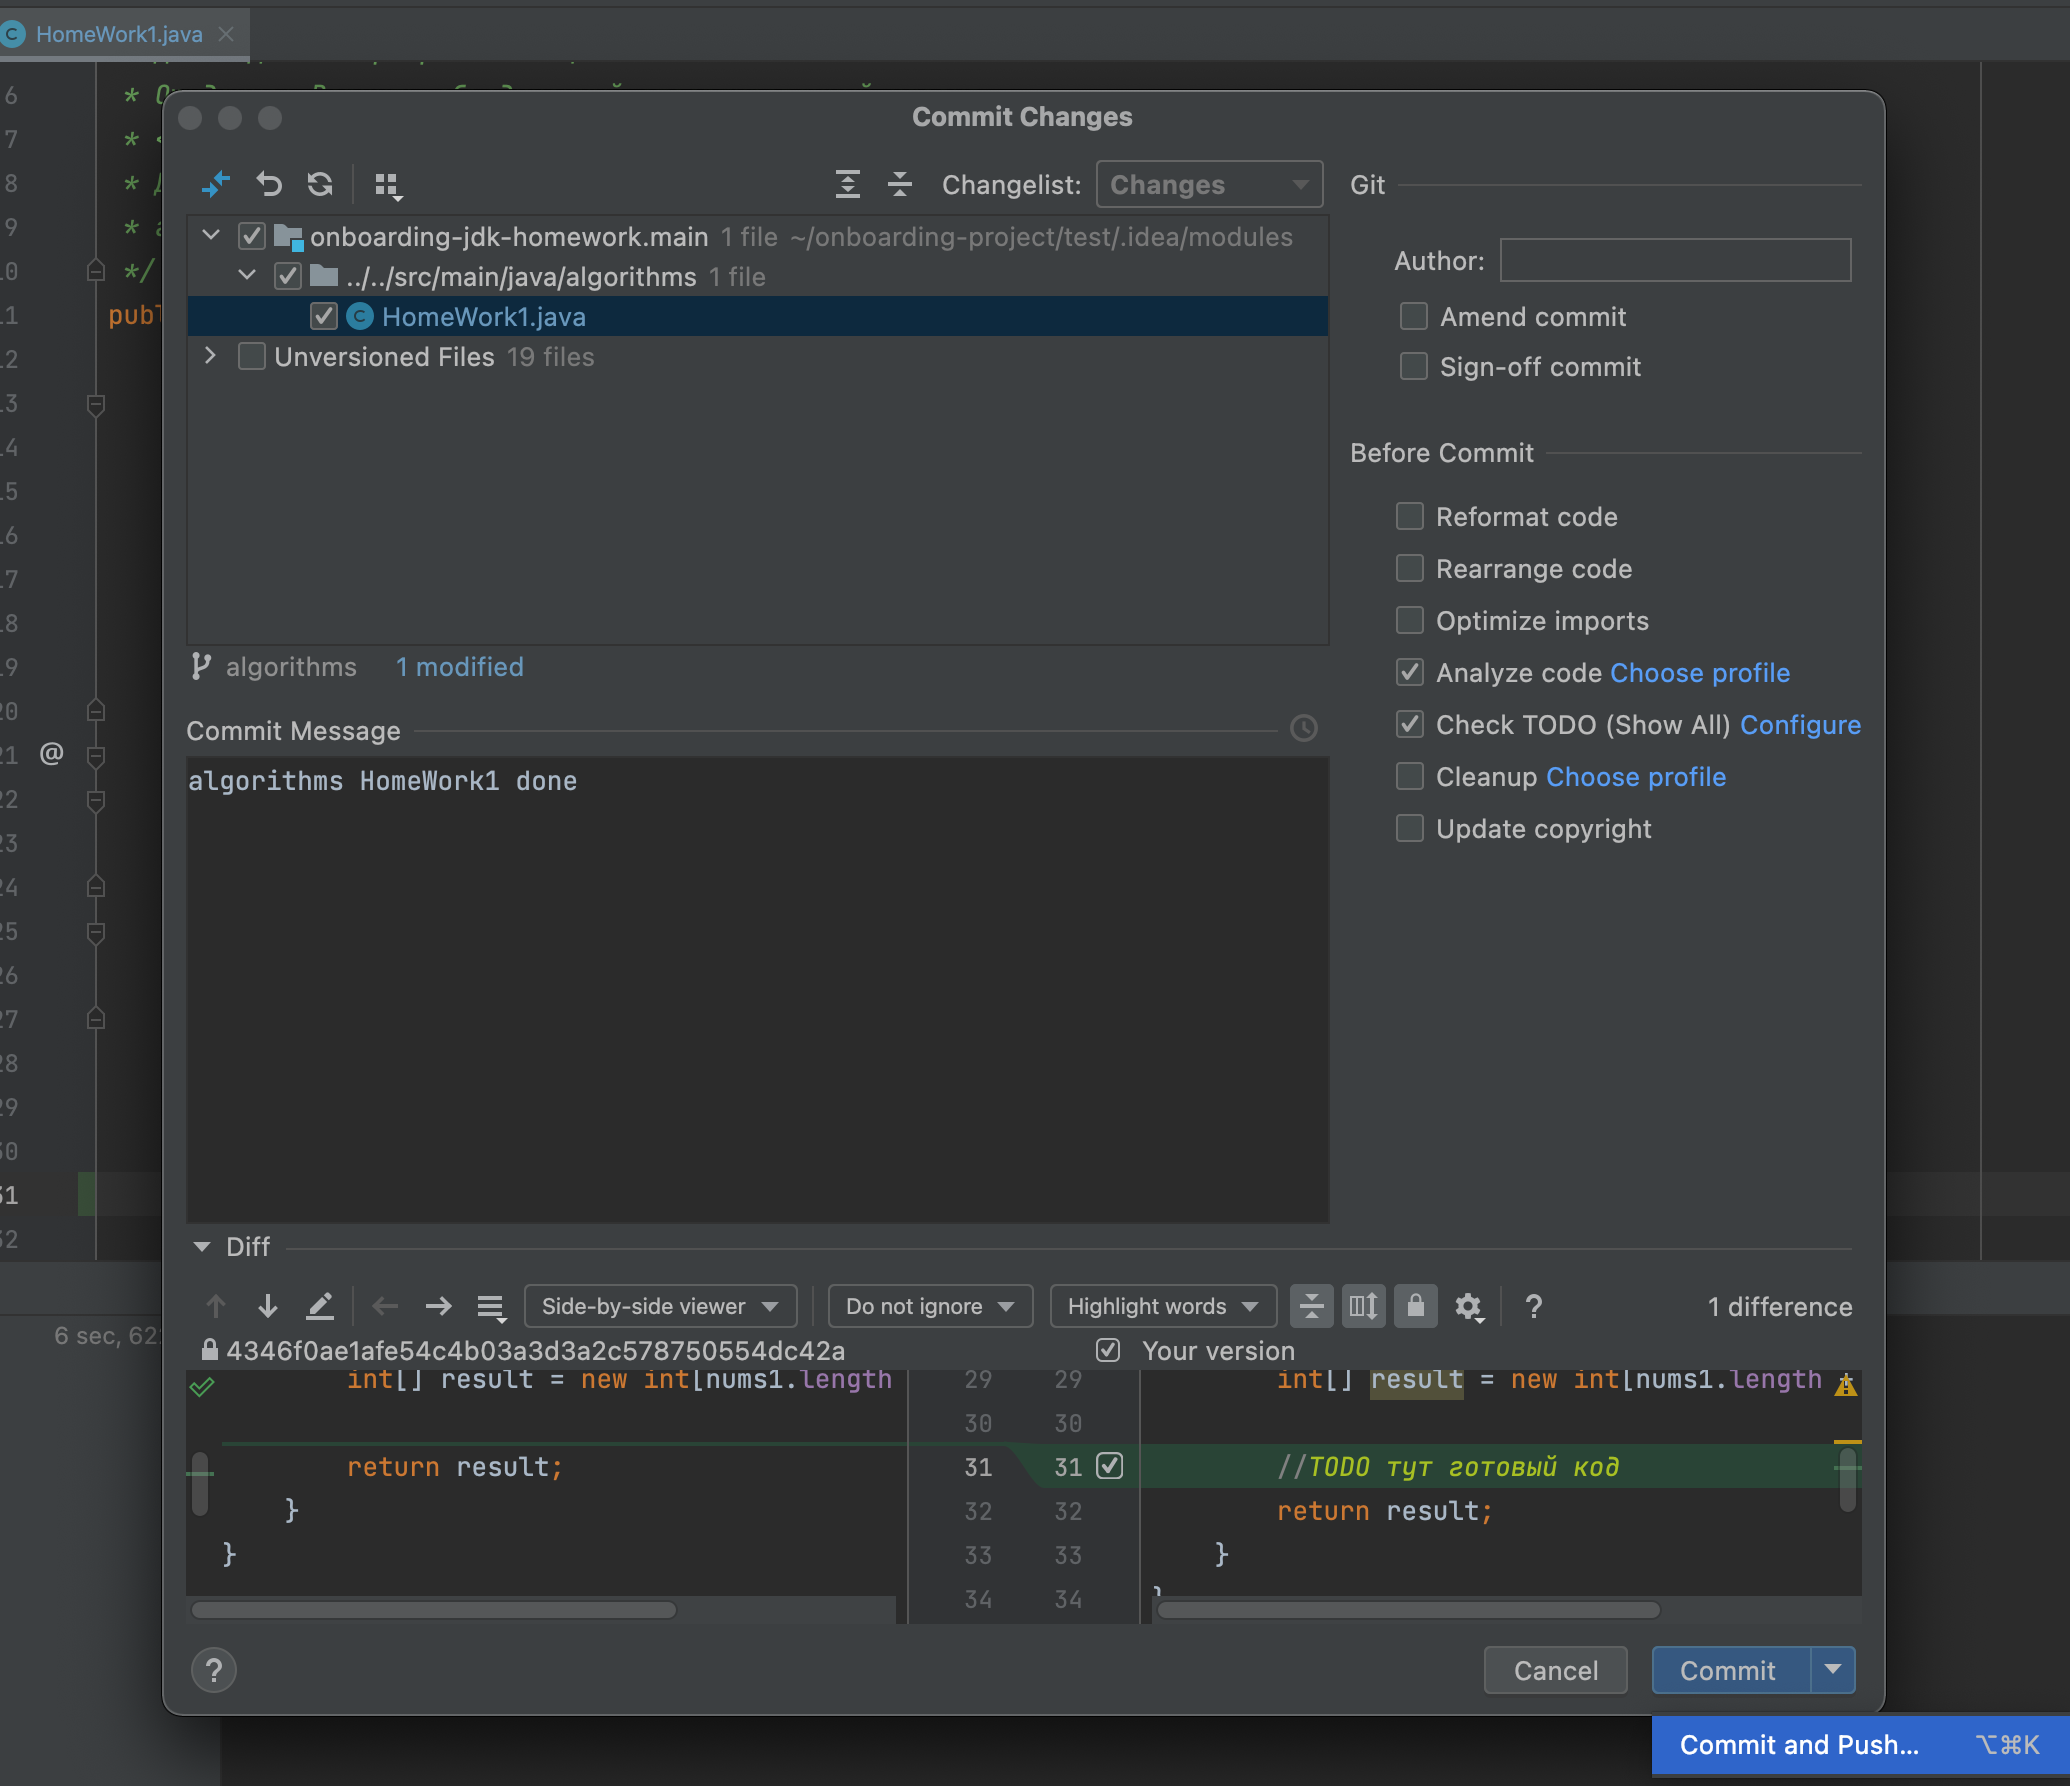 HomeWork1.java
Commit Changes
Changelist: Changes
Git
onboarding-jdk-homework.main 1 file ~/onboarding-project/test/.idea/modules
../../src/main/java/algorithms 1 file
HomeWork1.java
Unversioned Files 19 files
Author:
Amend commit
Sign-off commit
Before Commit
Reformat code
Rearrange code
Optimize imports
Analyze code Choose profile
Check TODO (Show All) Configure
Cleanup Choose profile
Update copyright
algorithms 1 modified
Commit Message
algorithms HomeWork1 done
*/
@
Diff
Side-by-side viewer
Do not ignore
Highlight words
? 1 difference
6 sec,
4346f0ae1afe54c4b03a3d3a2c578750554dc42a
Your version
int[] result = new int[nums1.length 29 29 int[] result = new int[nums1.length
30 30
return result; 31 31 //TODO тут готовый код
} 32 32 return result;
} 33 33 }
34 34
?
Cancel
Commit
Commit and Push... ⌥⌘K